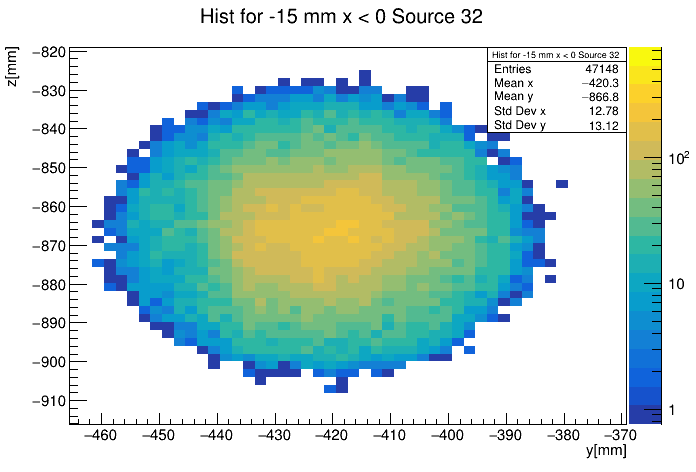 Hist for -15 mm x < 0 Source 32
z[mm]
Hist for -15 mm x < 0 Source 32
Entries 47148
Mean x −420.3
Mean y −866.8
Std Dev x 12.78
Std Dev y 13.12
−820
−830
−840
−850
−860
−870
−880
−890
−900
−910
−460 −450 −440 −430 −420 −410 −400 −390 −380 −370
y[mm]
10²
10
1